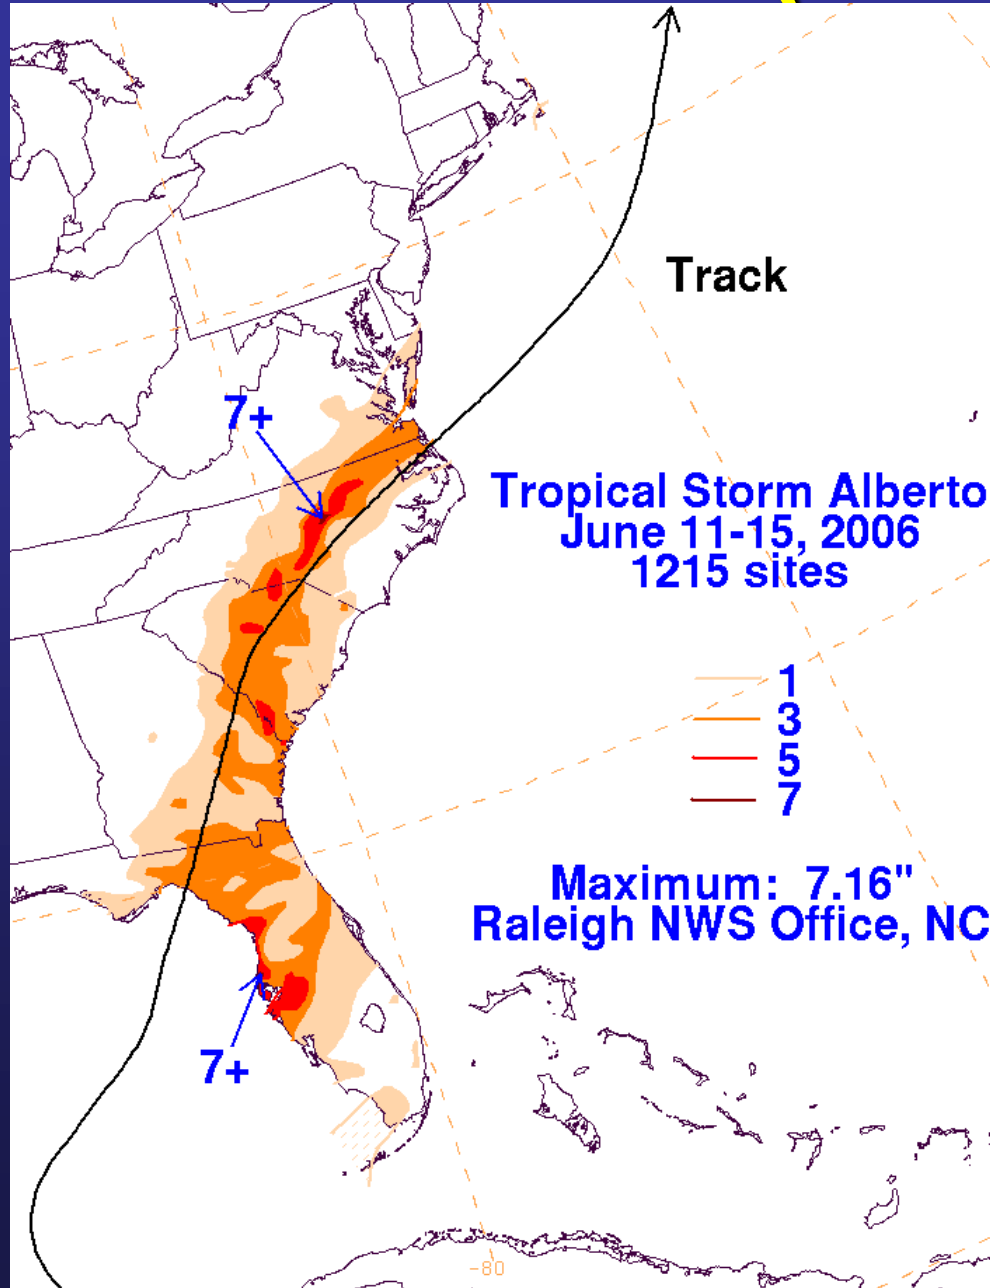 Track
7+
Tropical Storm Alberto
June 11-15, 2006
1215 sites
1
3
5
7
Maximum: 7.16"
Raleigh NWS Office, NC
7+
-80